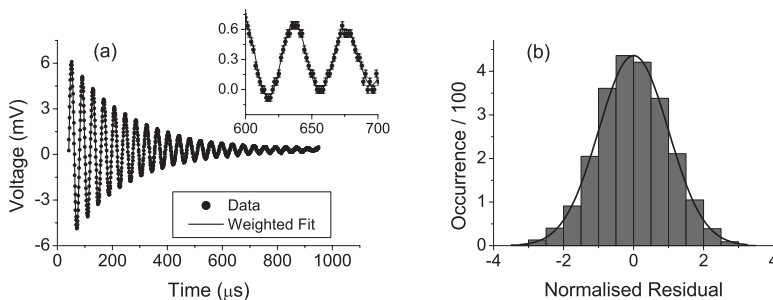 (a)
6
3
0
-3
-6
Voltage (mV)
0 200 400 600 800 1000
Time (μs)
Data
Weighted Fit
0.6
0.3
0.0
600 650 700
(b)
4
3
2
1
0
Occurrence / 100
-4 -2 0 2 4
Normalised Residual